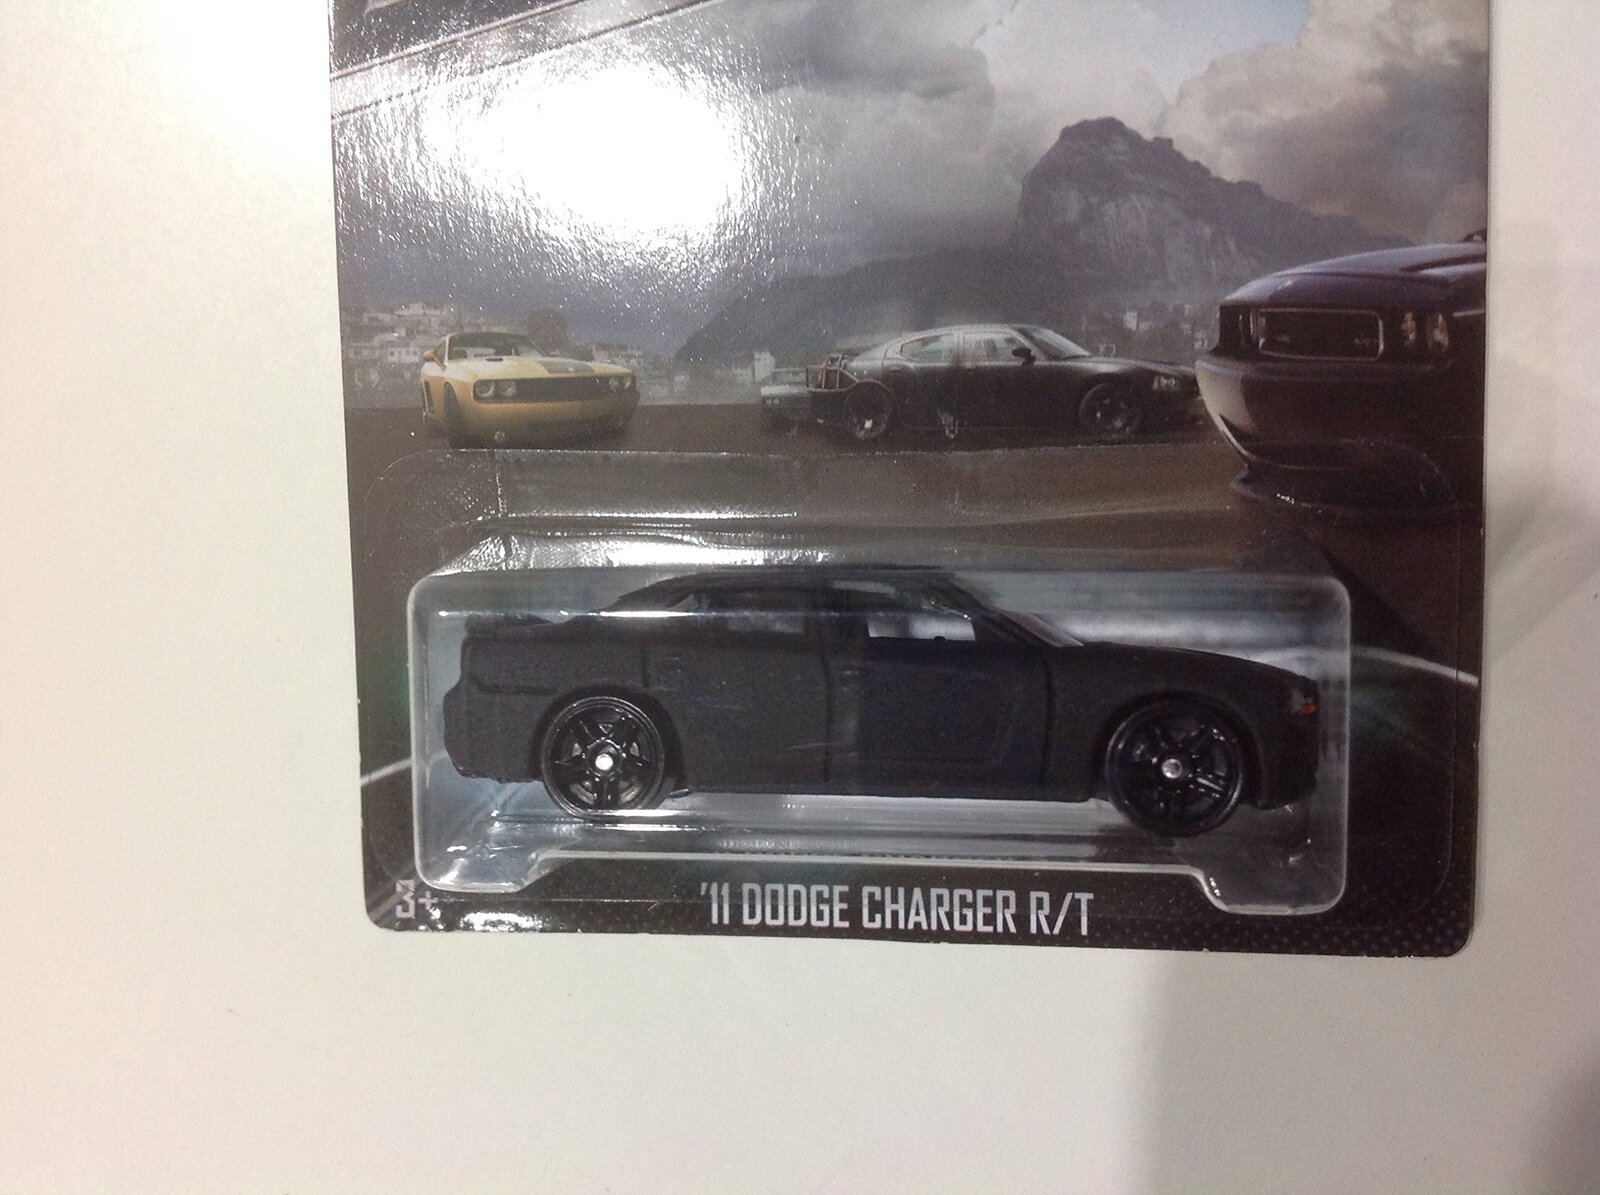 3+
'11 DODGE CHARGER R/T